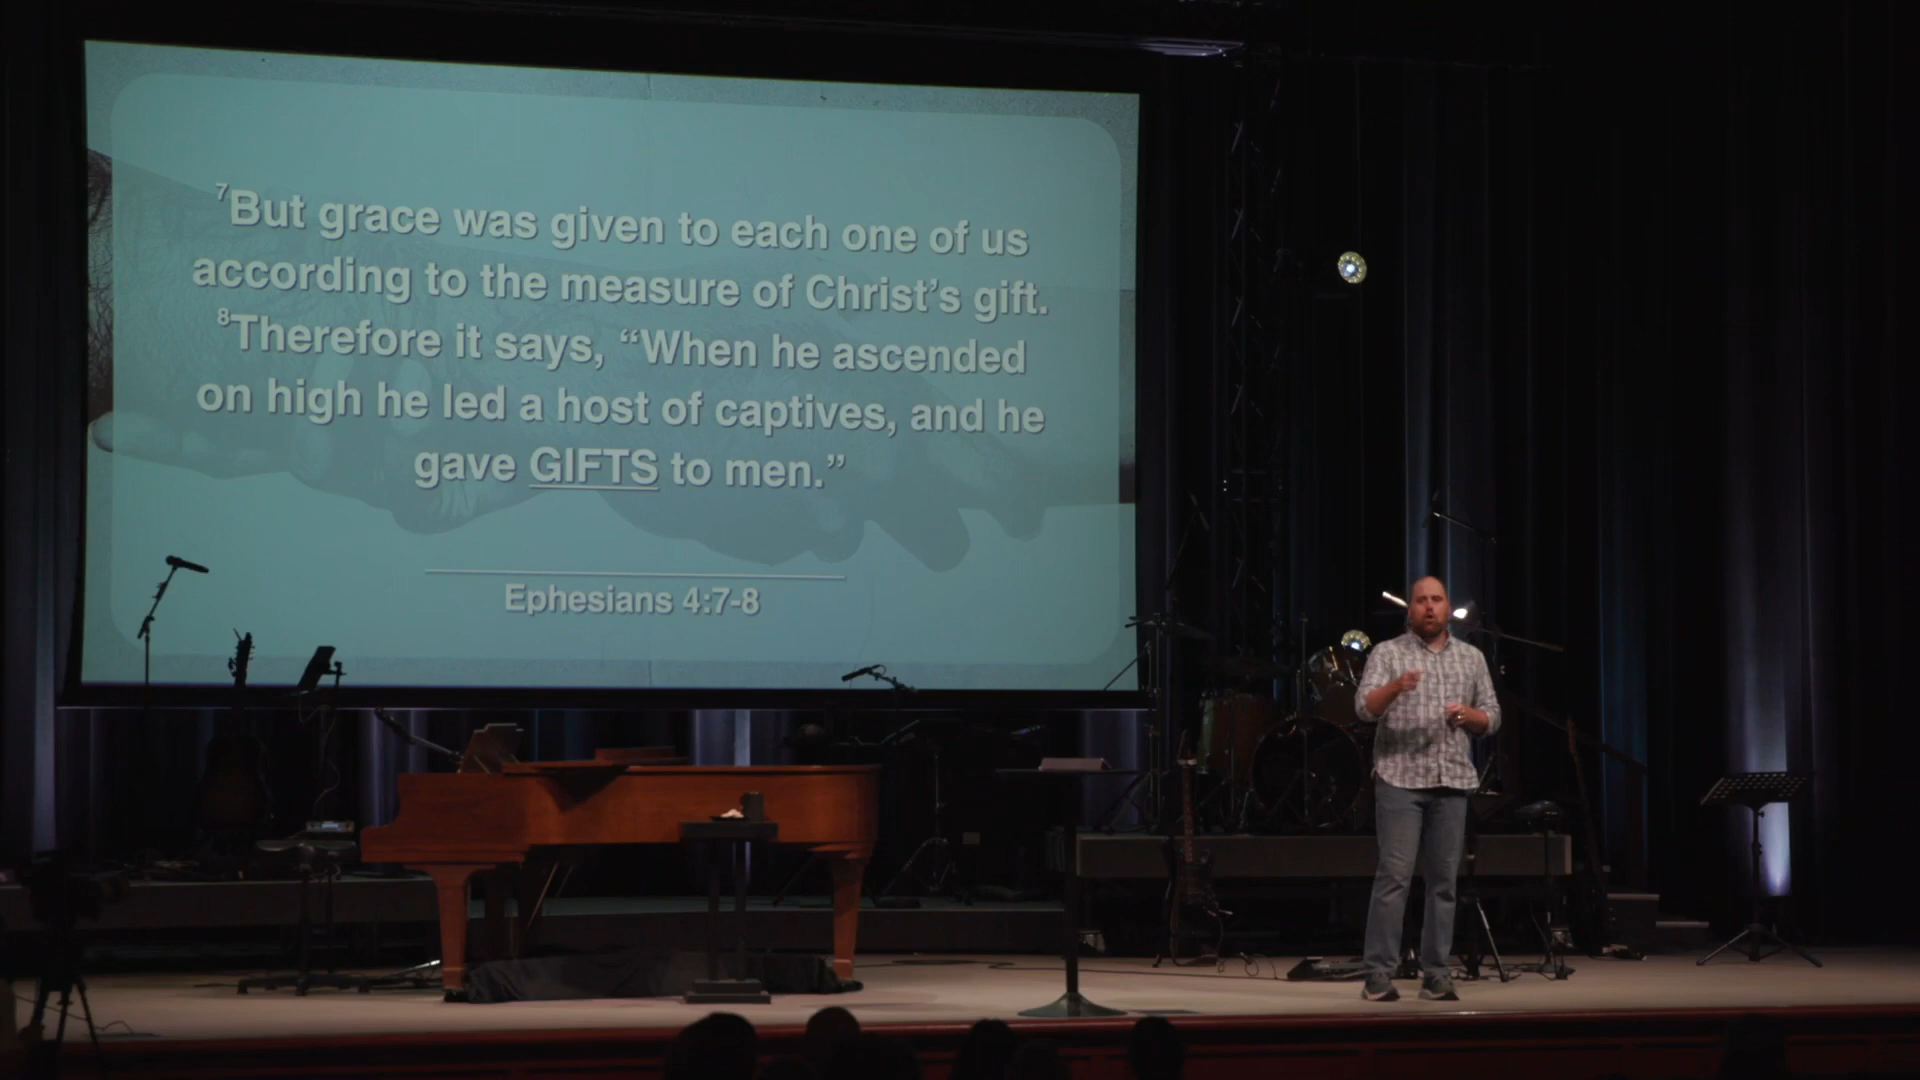 ⁷But grace was given to each one of us
according to the measure of Christ’s gift.
⁸Therefore it says, “When he ascended
on high he led a host of captives, and he
gave GIFTS to men.”
Ephesians 4:7-8